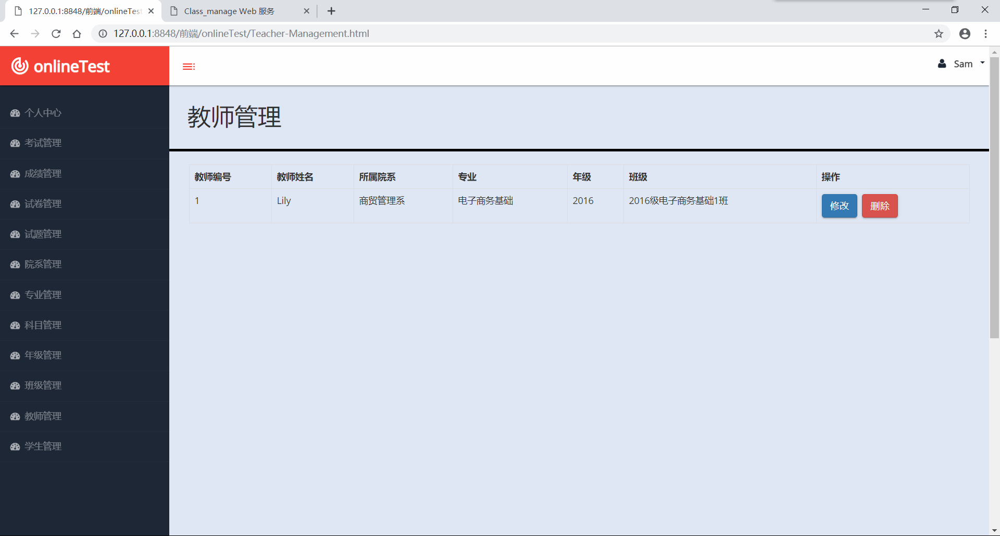 127.0.0.1:8848/前端/onlineTest
Class_manage Web 服务
127.0.0.1:8848/前端/onlineTest/Teacher-Management.html
onlineTest
Sam
个人中心
考试管理
成绩管理
试卷管理
试题管理
院系管理
专业管理
科目管理
年级管理
班级管理
教师管理
学生管理
教师管理
教师编号 教师姓名 所属院系 专业 年级 班级 操作
1 Lily 商贸管理系 电子商务基础 2016 2016级电子商务基础1班 修改 删除